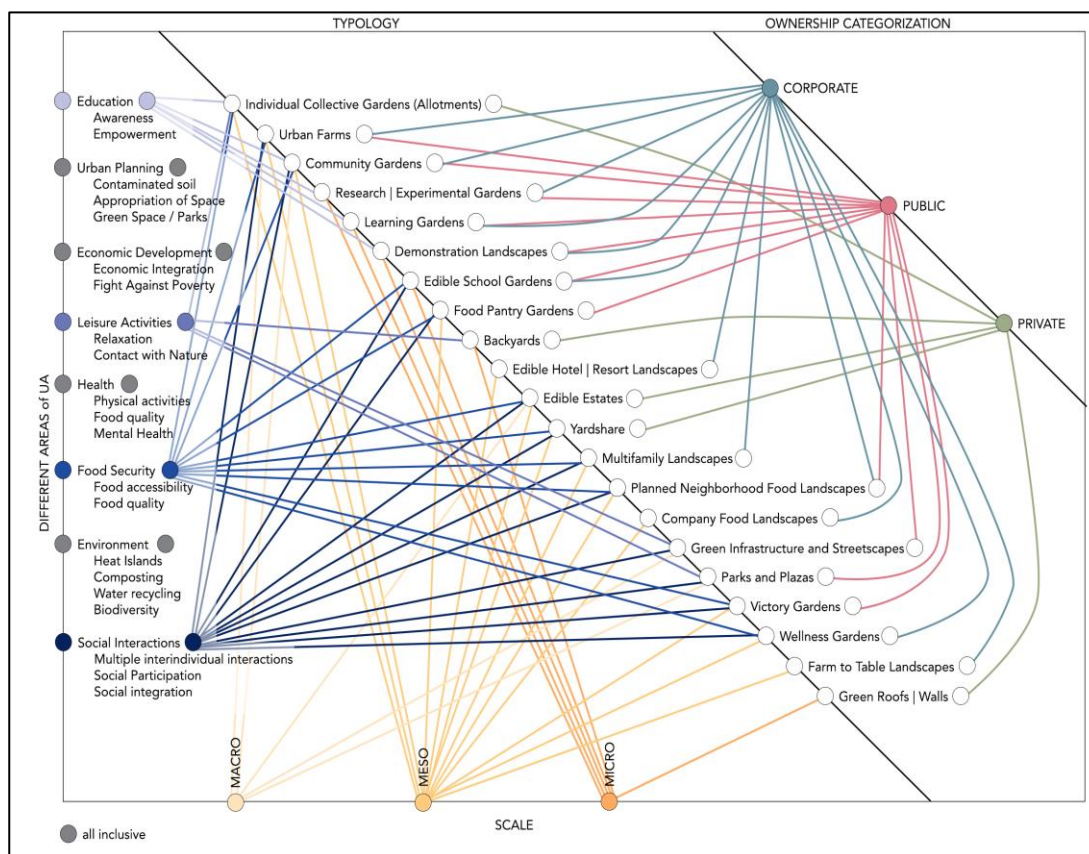 TYPOLOGY
OWNERSHIP CATEGORIZATION
DIFFERENT AREAS of UA
Education
Awareness
Empowerment
Urban Planning
Contaminated soil
Appropriation of Space
Green Space / Parks
Economic Development
Economic Integration
Fight Against Poverty
Leisure Activities
Relaxation
Contact with Nature
Health
Physical activities
Food quality
Mental Health
Food Security
Food accessibility
Food quality
Environment
Heat Islands
Composting
Water recycling
Biodiversity
Social Interactions
Multiple interindividual interactions
Social Participation
Social integration
Individual Collective Gardens (Allotments)
Urban Farms
Community Gardens
Research | Experimental Gardens
Learning Gardens
Demonstration Landscapes
Edible School Gardens
Food Pantry Gardens
Backyards
Edible Hotel | Resort Landscapes
Edible Estates
Yardshare
Multifamily Landscapes
Planned Neighborhood Food Landscapes
Company Food Landscapes
Green Infrastructure and Streetscapes
Parks and Plazas
Victory Gardens
Wellness Gardens
Farm to Table Landscapes
Green Roofs | Walls
CORPORATE
PUBLIC
PRIVATE
MACRO
MESO
MICRO
SCALE
all inclusive